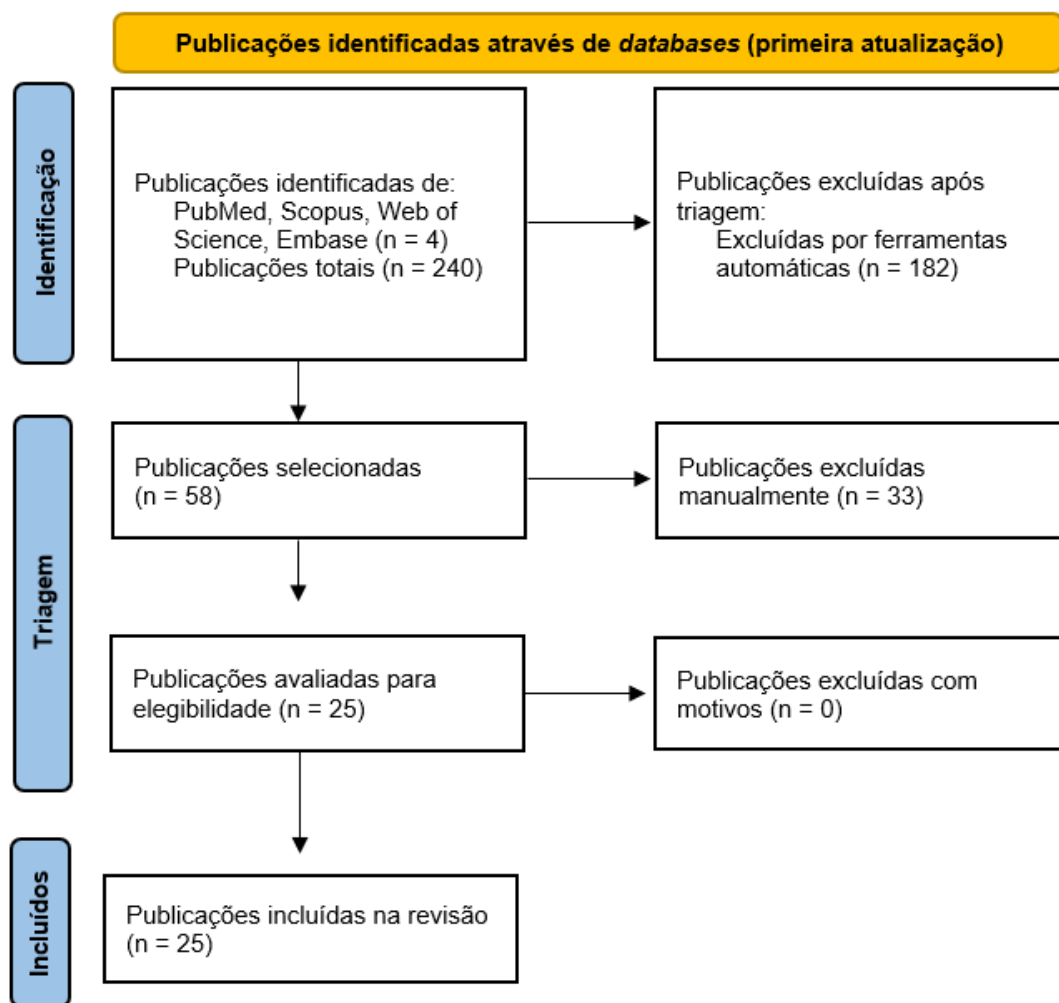 Publicações identificadas através de databases (primeira atualização)
Identificação
Publicações identificadas de:
PubMed, Scopus, Web of
Science, Embase (n = 4)
Publicações totais (n = 240)
Publicações excluídas após
triagem:
Excluídas por ferramentas
automáticas (n = 182)
Triagem
Publicações selecionadas
(n = 58)
Publicações excluídas
manualmente (n = 33)
Publicações avaliadas para
elegibilidade (n = 25)
Publicações excluídas com
motivos (n = 0)
Incluídos
Publicações incluídas na revisão
(n = 25)